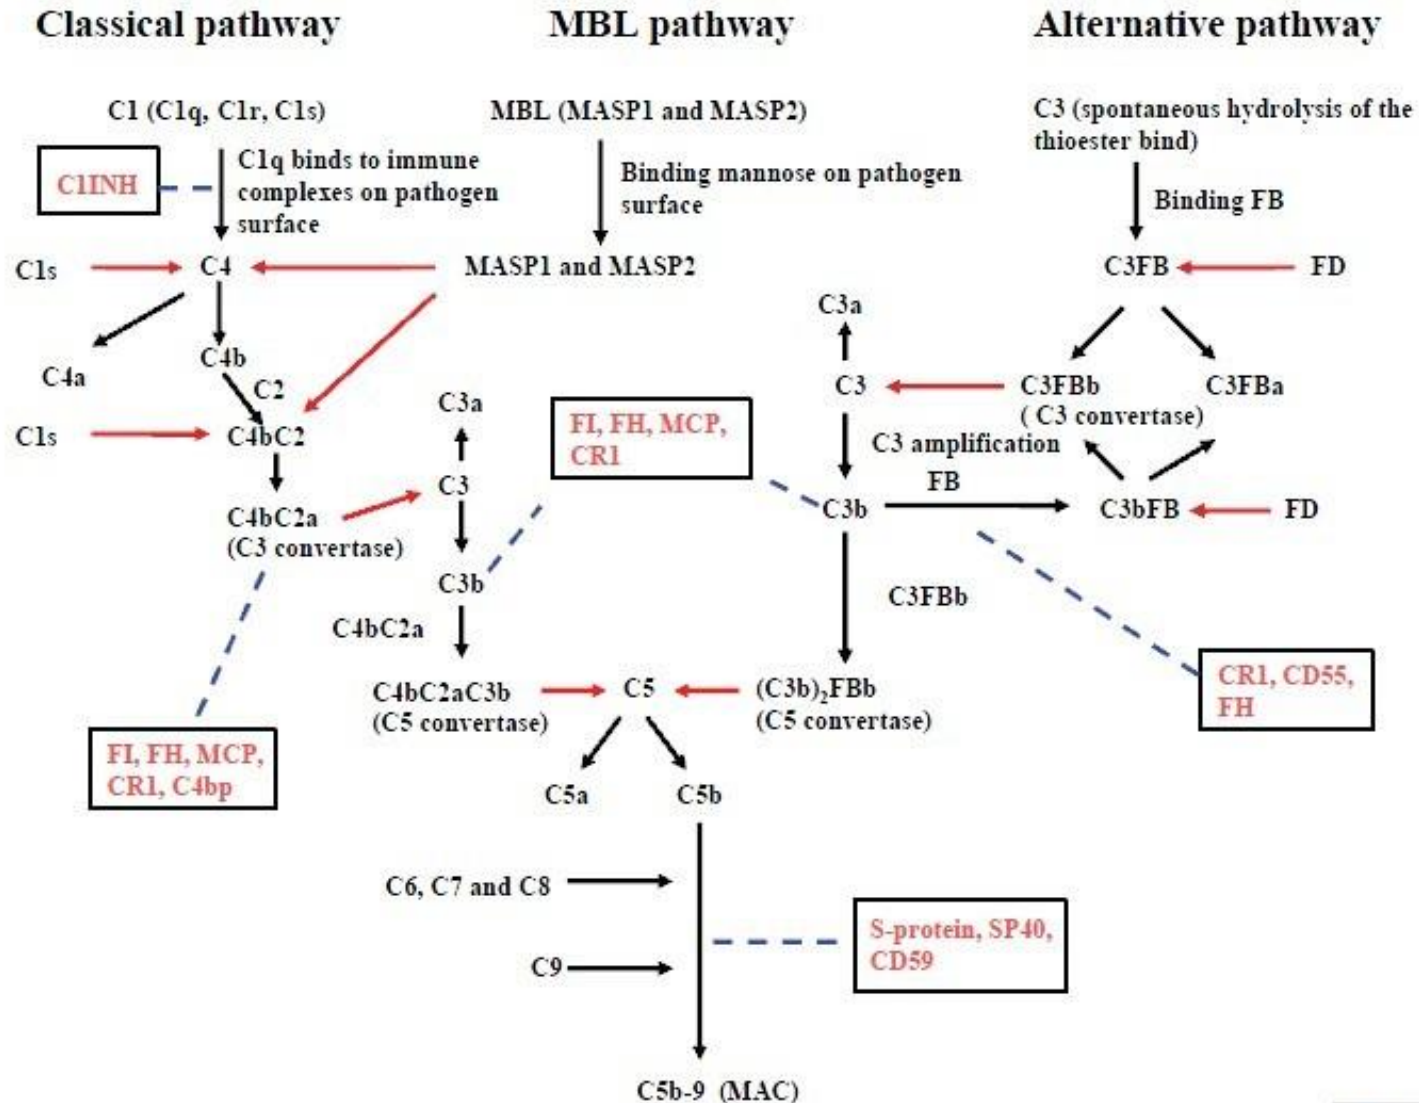 Classical pathway
MBL pathway
Alternative pathway
C1 (C1q, C1r, C1s)
MBL (MASP1 and MASP2)
C3 (spontaneous hydrolysis of the
thioester bind)
C1INH
C1q binds to immune
complexes on pathogen
surface
Binding mannose on pathogen
surface
Binding FB
C1s
C4
MASP1 and MASP2
C3FB
FD
C3a
C4a
C4b
C2
C3
C3FBb
( C3 convertase)
C3FBa
C1s
C4bC2
C3a
FI, FH, MCP,
CR1
C3 amplification
FB
C3
C4bC2a
(C3 convertase)
C3b
C3bFB
FD
C3b
C4bC2a
C3FBb
C4bC2aC3b
(C5 convertase)
C5
(C3b)₂FBb
(C5 convertase)
CR1, CD55,
FH
FI, FH, MCP,
CR1, C4bp
C5a
C5b
C6, C7 and C8
S-protein, SP40,
CD59
C9
C5b-9 (MAC)